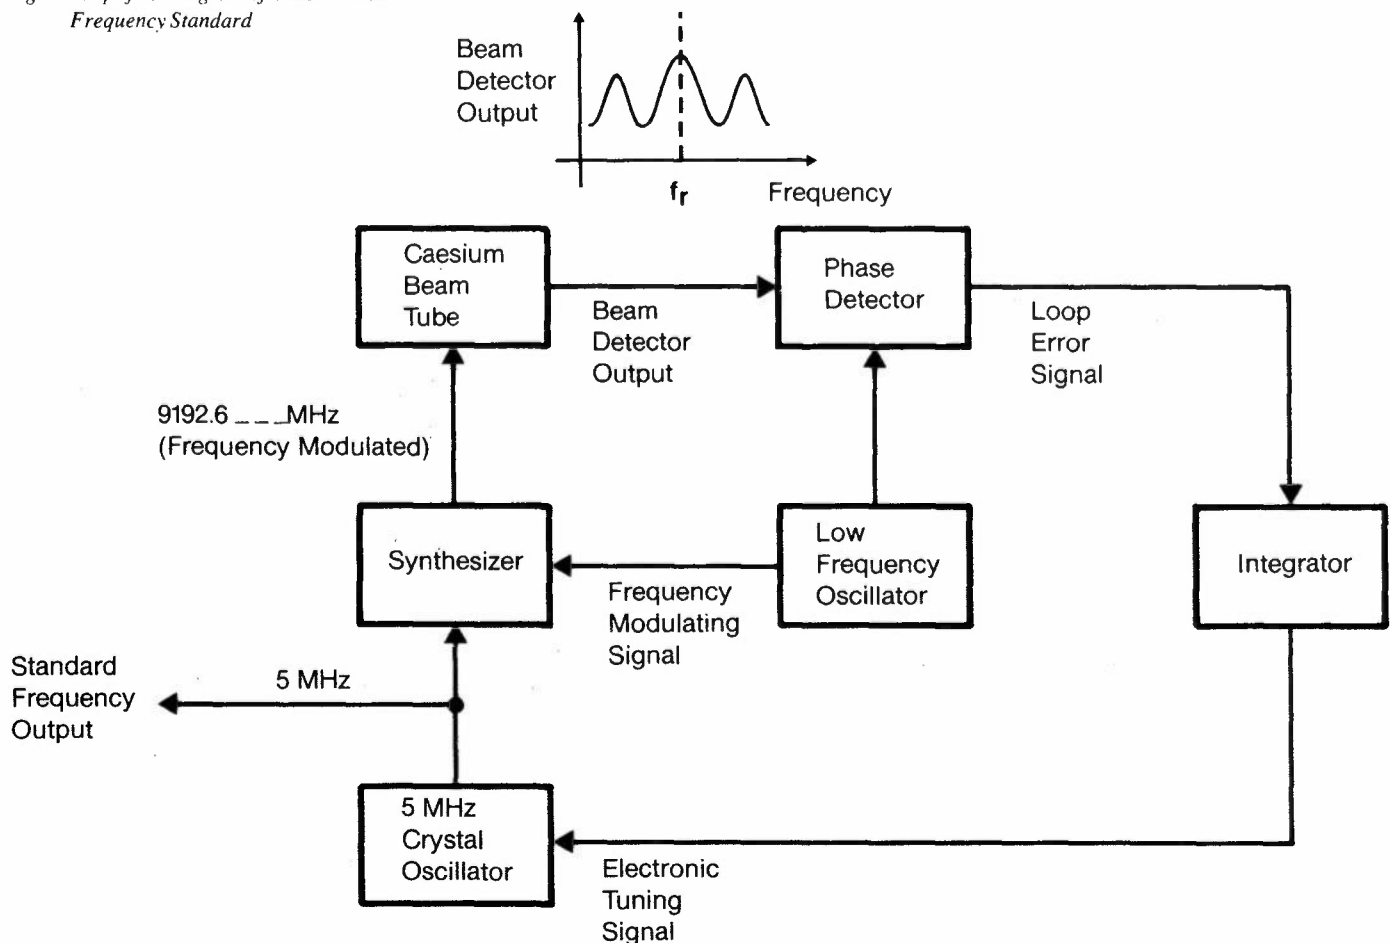 Frequency Standard
Beam
Detector
Output
fr
Frequency
Caesium
Beam
Tube
Beam
Detector
Output
Phase
Detector
Loop
Error
Signal
9192.6 _ _ _MHz
(Frequency Modulated)
Synthesizer
Frequency
Modulating
Signal
Low
Frequency
Oscillator
Integrator
Standard
Frequency
Output
5 MHz
5 MHz
Crystal
Oscillator
Electronic
Tuning
Signal